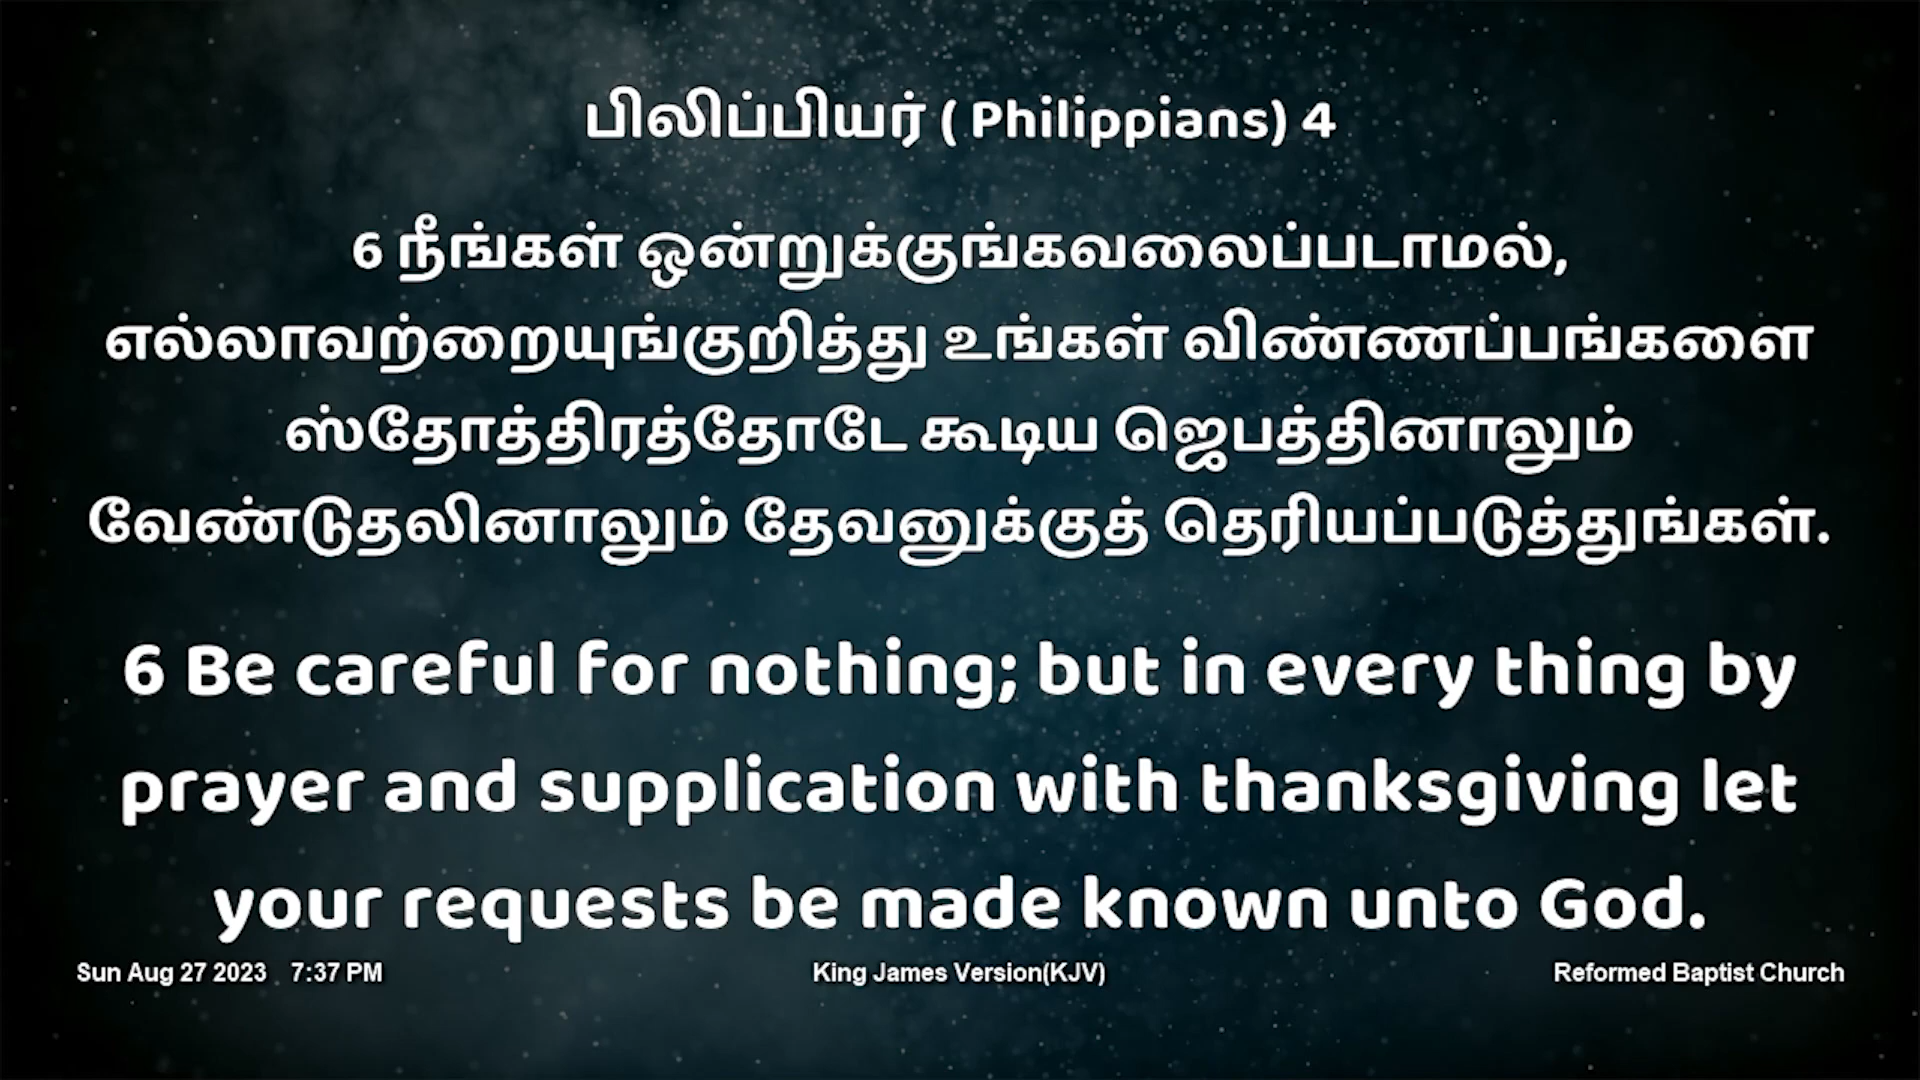 பிலிப்பியர் ( Philippians) 4
6 நீங்கள் ஒன்றுக்குங்கவலைப்படாமல்,
எல்லாவற்றையுங்குறித்து உங்கள் விண்ணப்பங்களை
ஸ்தோத்திரத்தோடே கூடிய ஜெபத்தினாலும்
வேண்டுதலினாலும் தேவனுக்குத் தெரியப்படுத்துங்கள்.
6 Be careful for nothing; but in every thing by
prayer and supplication with thanksgiving let
your requests be made known unto God.
Sun Aug 27 2023 7:37 PM King James Version(KJV) Reformed Baptist Church